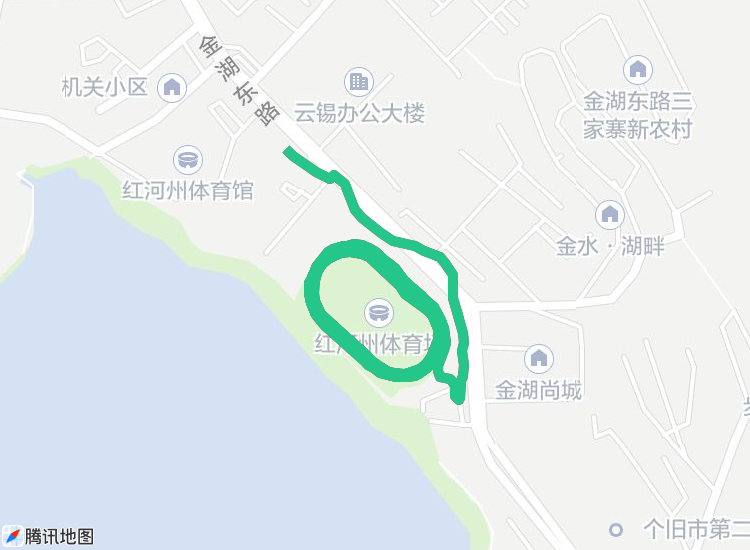 金湖东路
机关小区
云锡办公大楼
金湖东路三
家寨新农村
红河州体育馆
金水·湖畔
红河州体育场
金湖尚城
个旧市第二
腾讯地图